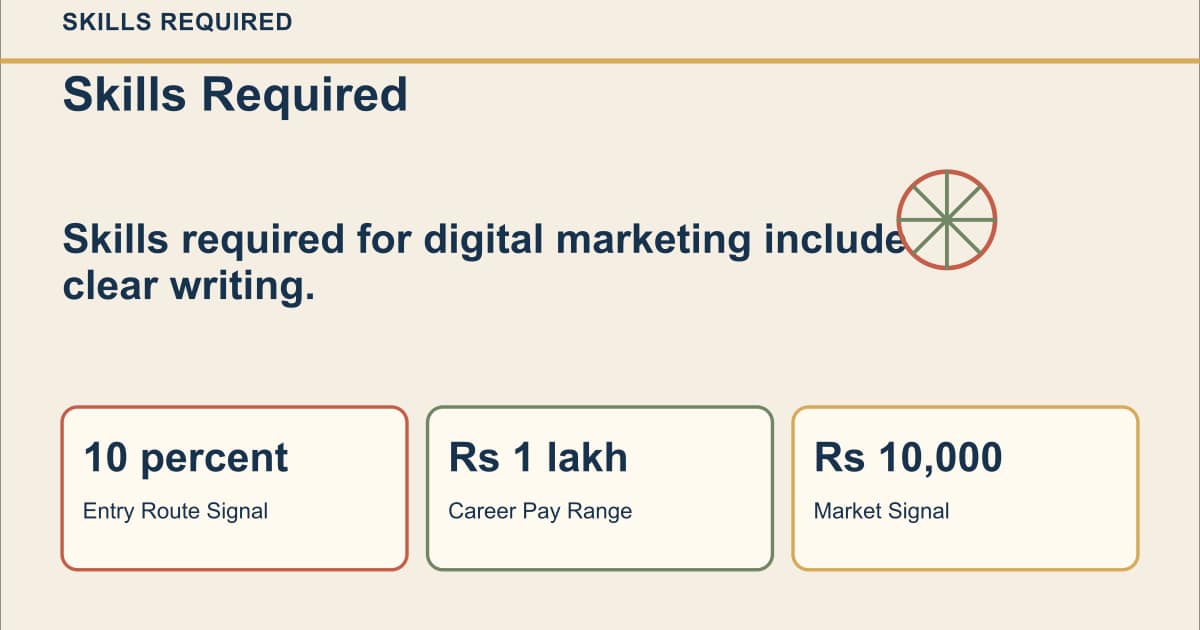 SKILLS REQUIRED
Skills Required
Skills required for digital marketing include
clear writing.
10 percent
Entry Route Signal
Rs 1 lakh
Career Pay Range
Rs 10,000
Market Signal